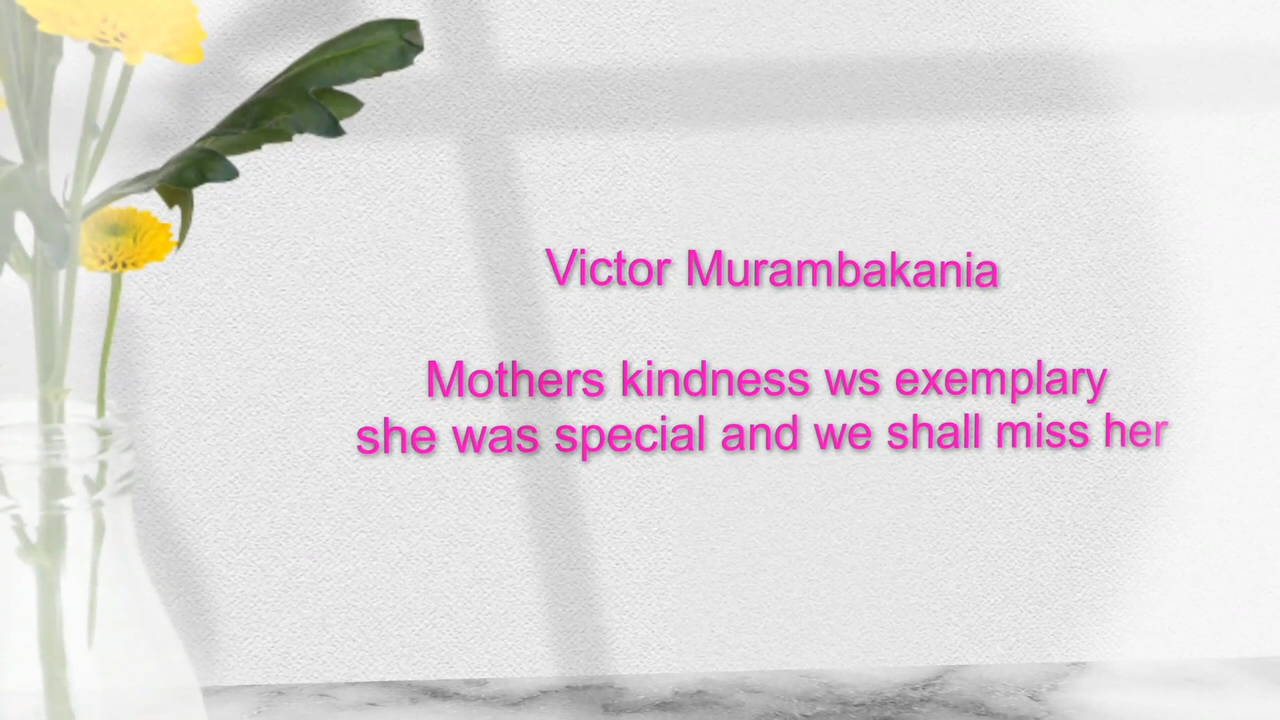 Victor Murambakania
Mothers kindness ws exemplary
she was special and we shall miss her